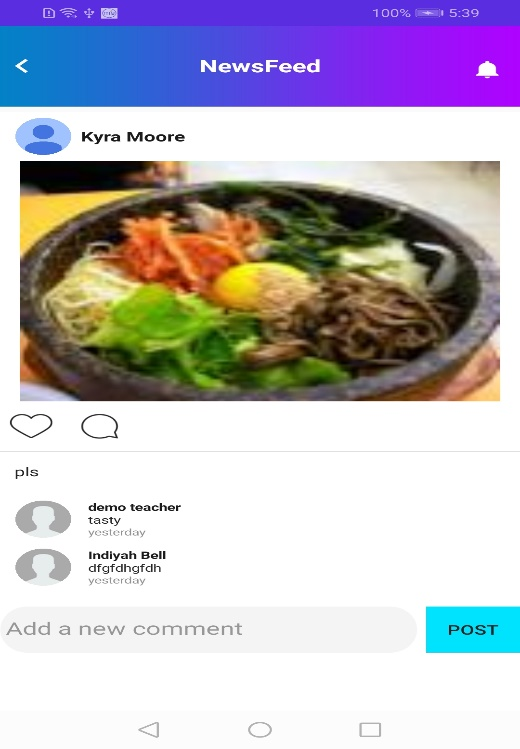 100% 5:39
NewsFeed
Kyra Moore
pls
demo teacher
tasty
yesterday
Indiyah Bell
dfgfdhgfdh
yesterday
Add a new comment
POST